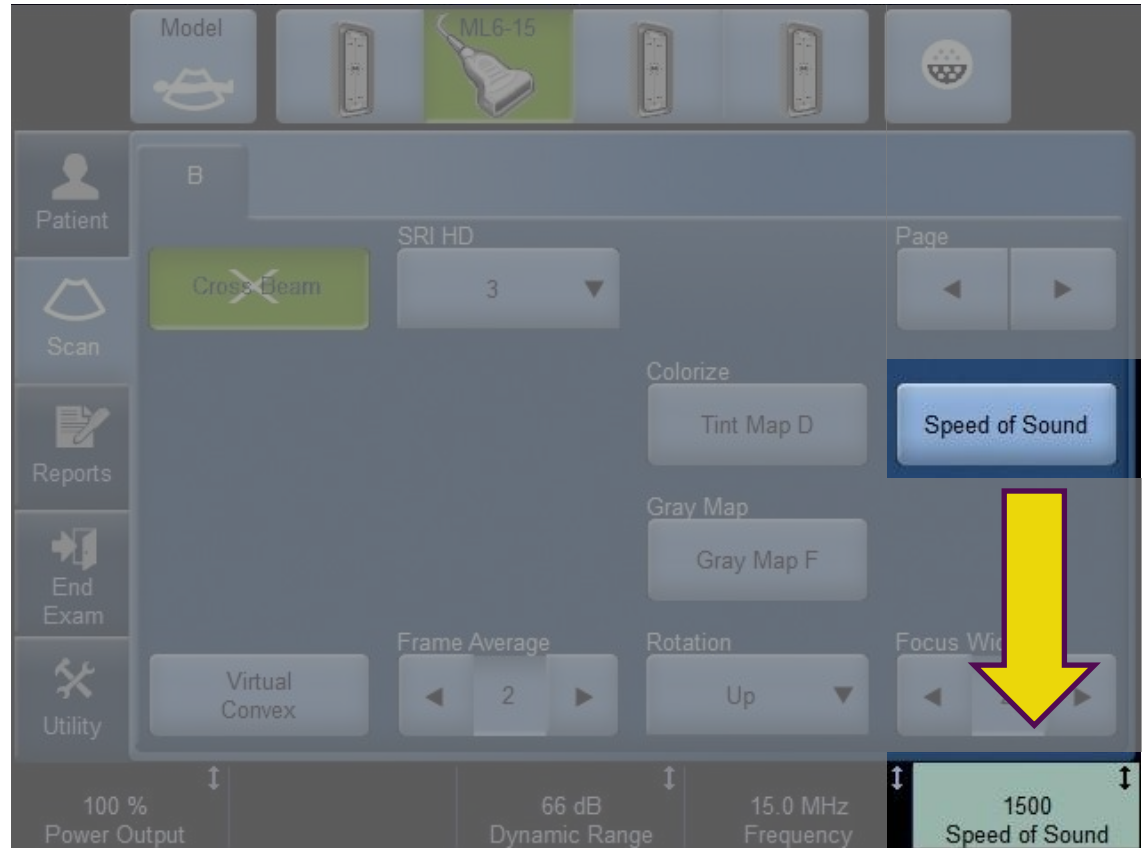 Model
ML6-15
Patient
B
SRI HD
Page
Cross Beam
3
Scan
Colorize
Tint Map D
Speed of Sound
Reports
Gray Map
Gray Map F
End
Exam
Frame Average
Rotation
Focus
Virtual
Convex
2
Up
Utility
100 %
Power Output
66 dB
Dynamic Range
15.0 MHz
Frequency
1500
Speed of Sound